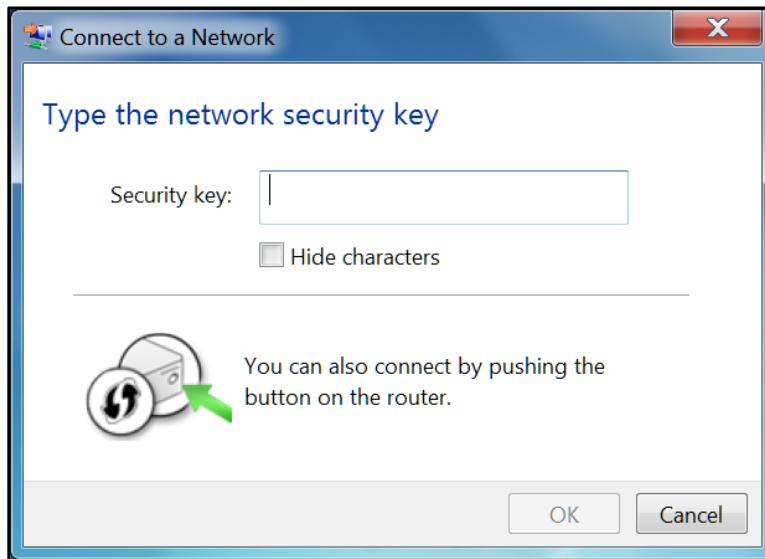 Connect to a Network
Type the network security key
Security key:
Hide characters
You can also connect by pushing the
button on the router.
OK
Cancel